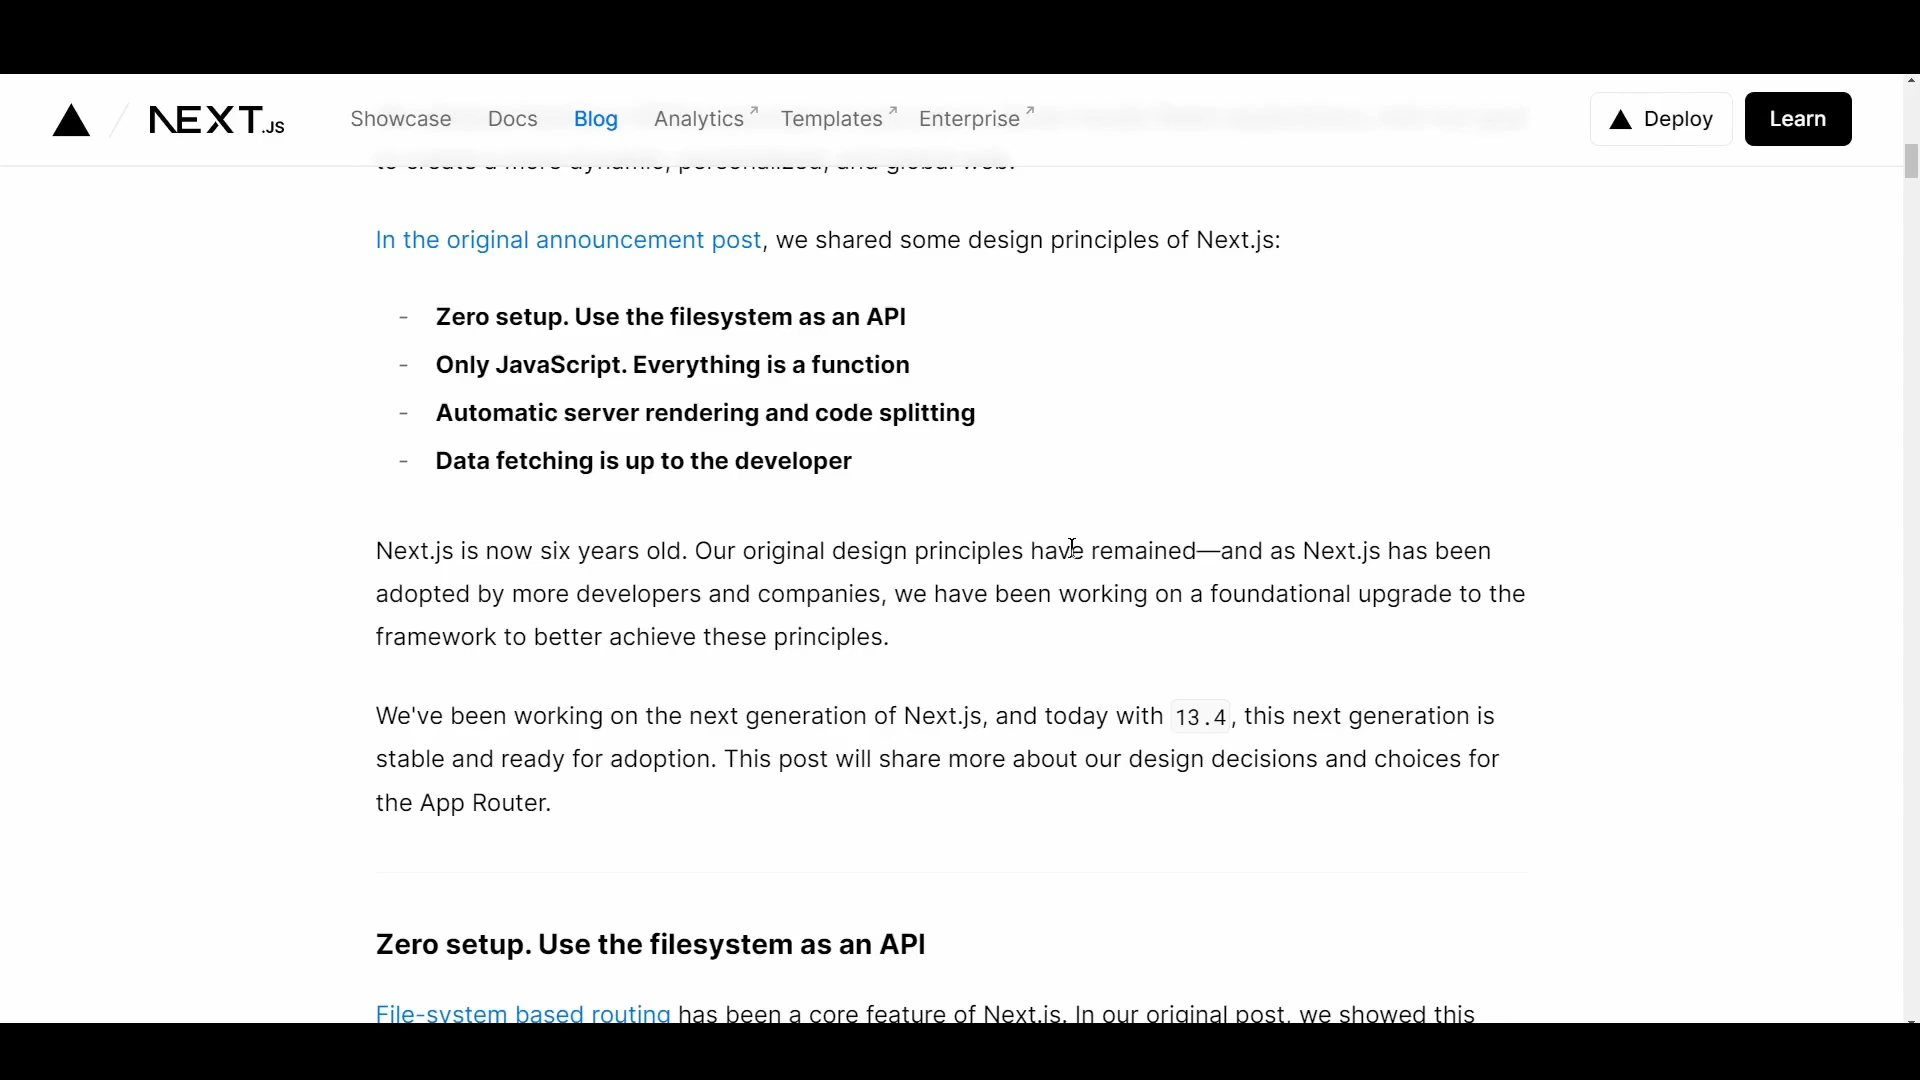 NEXT.JS Showcase Docs Blog Analytics↗ Templates↗ Enterprise↗ Deploy Learn
to create a more dynamic, personalized, and global web.
In the original announcement post, we shared some design principles of Next.js:
- Zero setup. Use the filesystem as an API
- Only JavaScript. Everything is a function
- Automatic server rendering and code splitting
- Data fetching is up to the developer
Next.js is now six years old. Our original design principles have remained—and as Next.js has been
adopted by more developers and companies, we have been working on a foundational upgrade to the
framework to better achieve these principles.
We've been working on the next generation of Next.js, and today with 13.4, this next generation is
stable and ready for adoption. This post will share more about our design decisions and choices for
the App Router.
Zero setup. Use the filesystem as an API
File-system based routing has been a core feature of Next.js. In our original post, we showed this